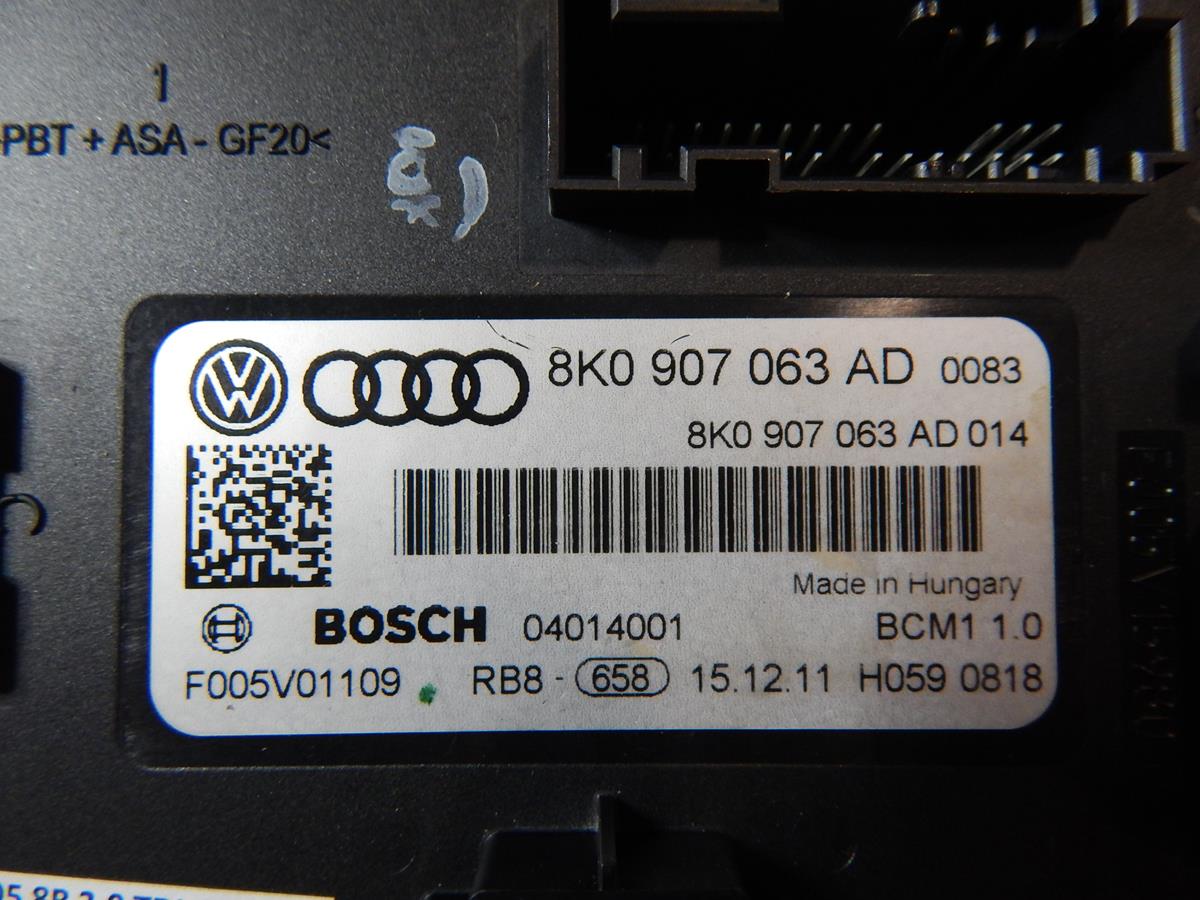 1
-PBT + ASA - GF20<
8K0 907 063 AD 0083
8K0 907 063 AD 014
Made in Hungary
BOSCH 04014001 BCM1 1.0
F005V01109 RB8 - 658 15.12.11 H059 0818